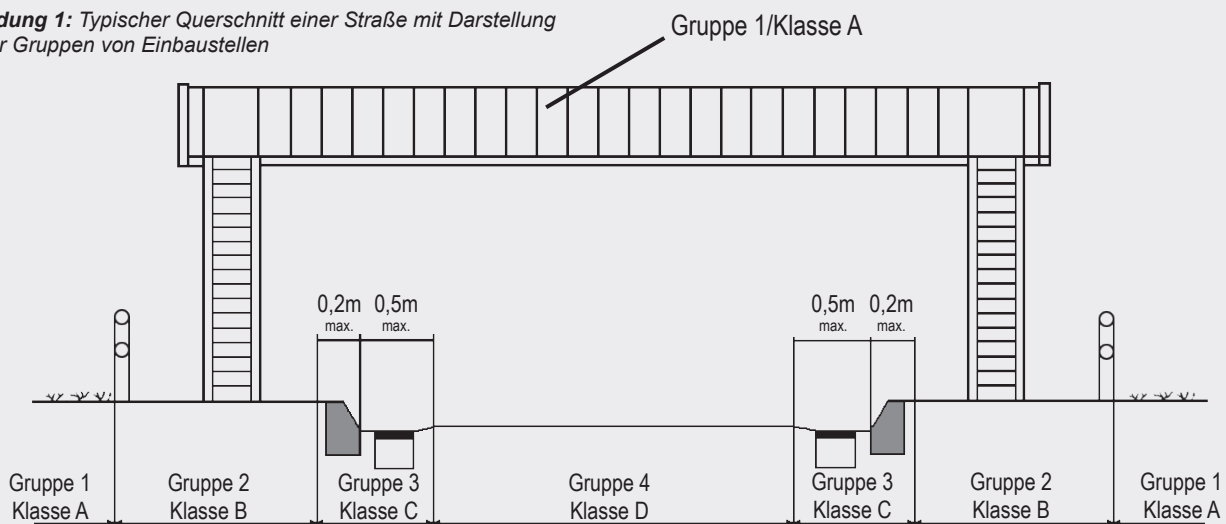 dung 1: Typischer Querschnitt einer Straße mit Darstellung
r Gruppen von Einbaustellen
Gruppe 1/Klasse A
0,2m 0,5m
max. max.
0,5m 0,2m
max. max.
Gruppe 1 Gruppe 2 Gruppe 3 Gruppe 4 Gruppe 3 Gruppe 2 Gruppe 1
Klasse A Klasse B Klasse C Klasse D Klasse C Klasse B Klasse A